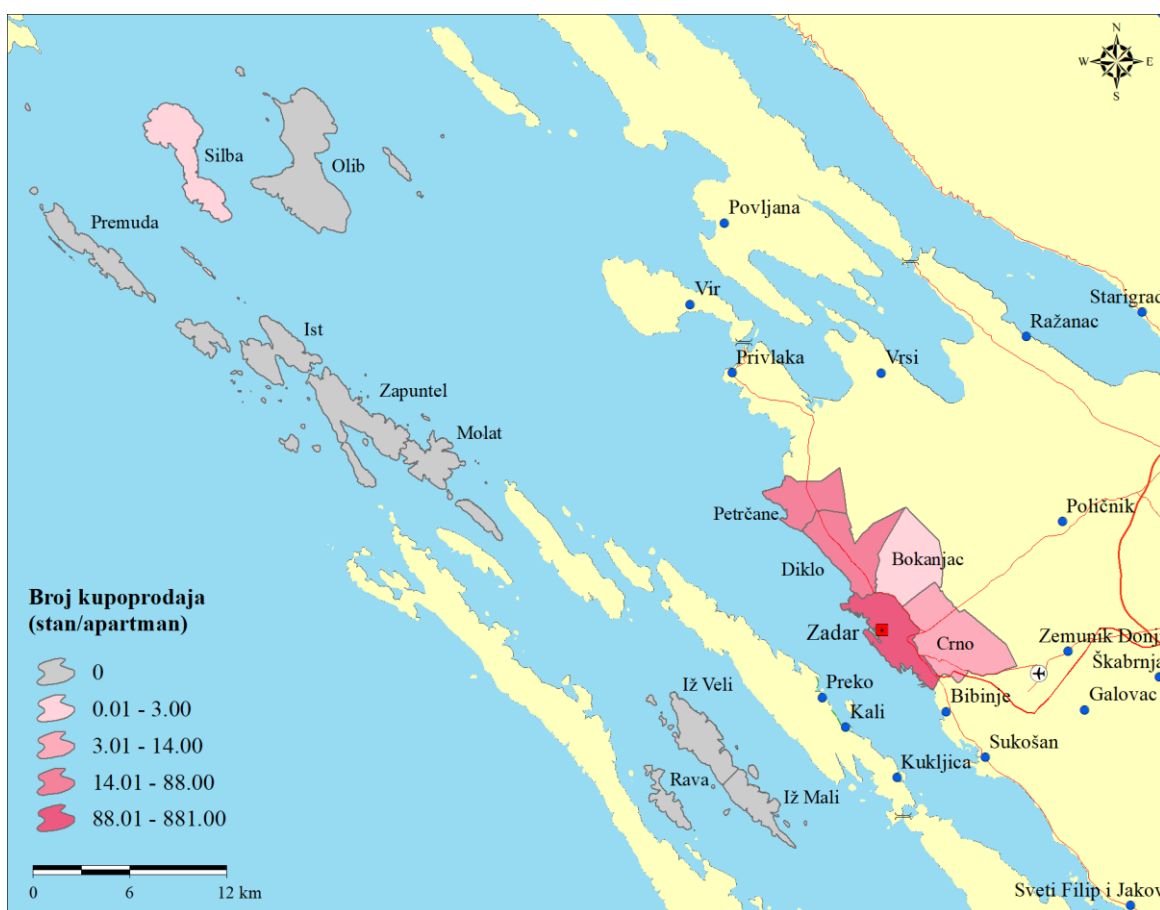 N
W E
S
Silba
Olib
Premuda
Povljana
Vir
Starigrad
Ist
Ražanac
Privlaka
Vrsi
Zapuntel
Molat
Petrčane
Poličnik
Bokanjac
Diklo
Broj kupoprodaja
(stan/apartman)
Zadar
Crno
Zemunik Donji
Škabrnja
0
Iž Veli
Preko
Bibinje
Galovac
0.01 - 3.00
Kali
3.01 - 14.00
Sukošan
Kukljica
Rava
14.01 - 88.00
Iž Mali
88.01 - 881.00
0 6 12 km
Sveti Filip i Jakov